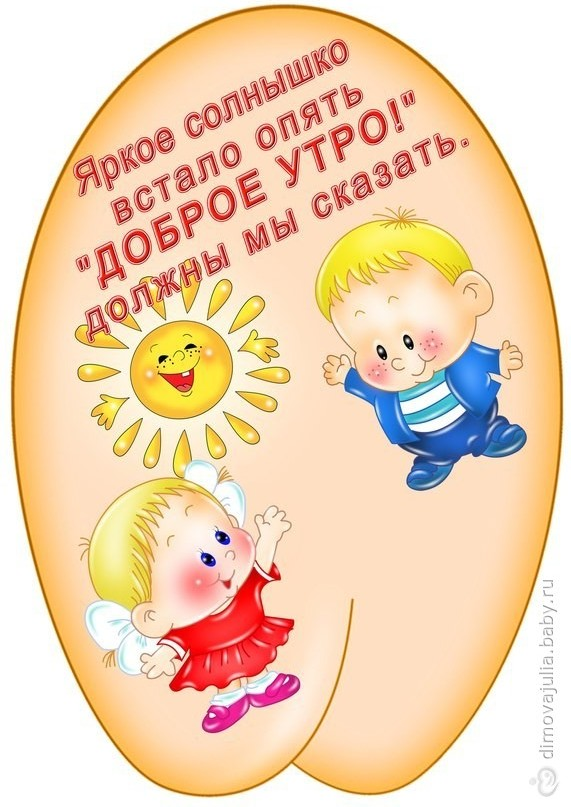 Яркое солнышко
встало опять
"ДОБРОЕ УТРО!"
должны мы сказать.
dimovajulia.baby.ru